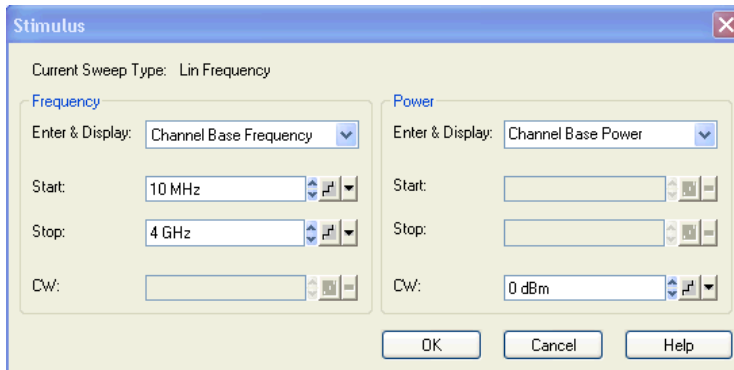 Stimulus
Current Sweep Type: Lin Frequency
Frequency
Enter & Display: Channel Base Frequency
Start: 10 MHz
Stop: 4 GHz
CW:
Power
Enter & Display: Channel Base Power
Start:
Stop:
CW: 0 dBm
OK Cancel Help